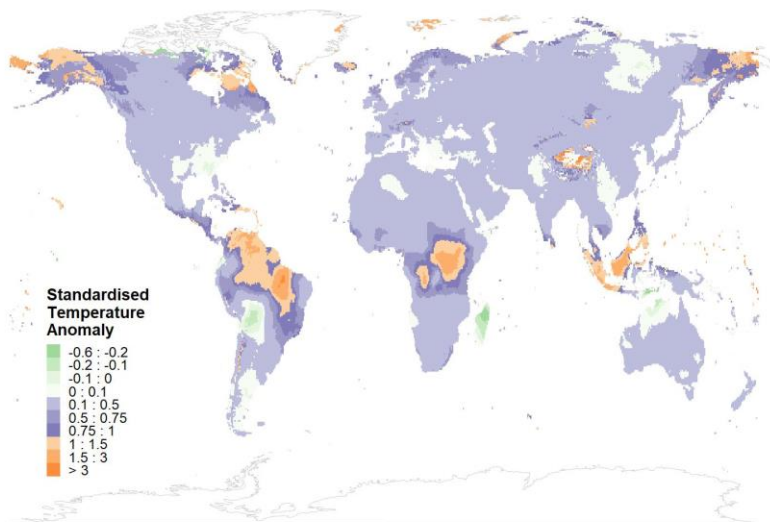 Standardised
Temperature
Anomaly
-0.6 : -0.2
-0.2 : -0.1
-0.1 : 0
0 : 0.1
0.1 : 0.5
0.5 : 0.75
0.75 : 1
1 : 1.5
1.5 : 3
> 3